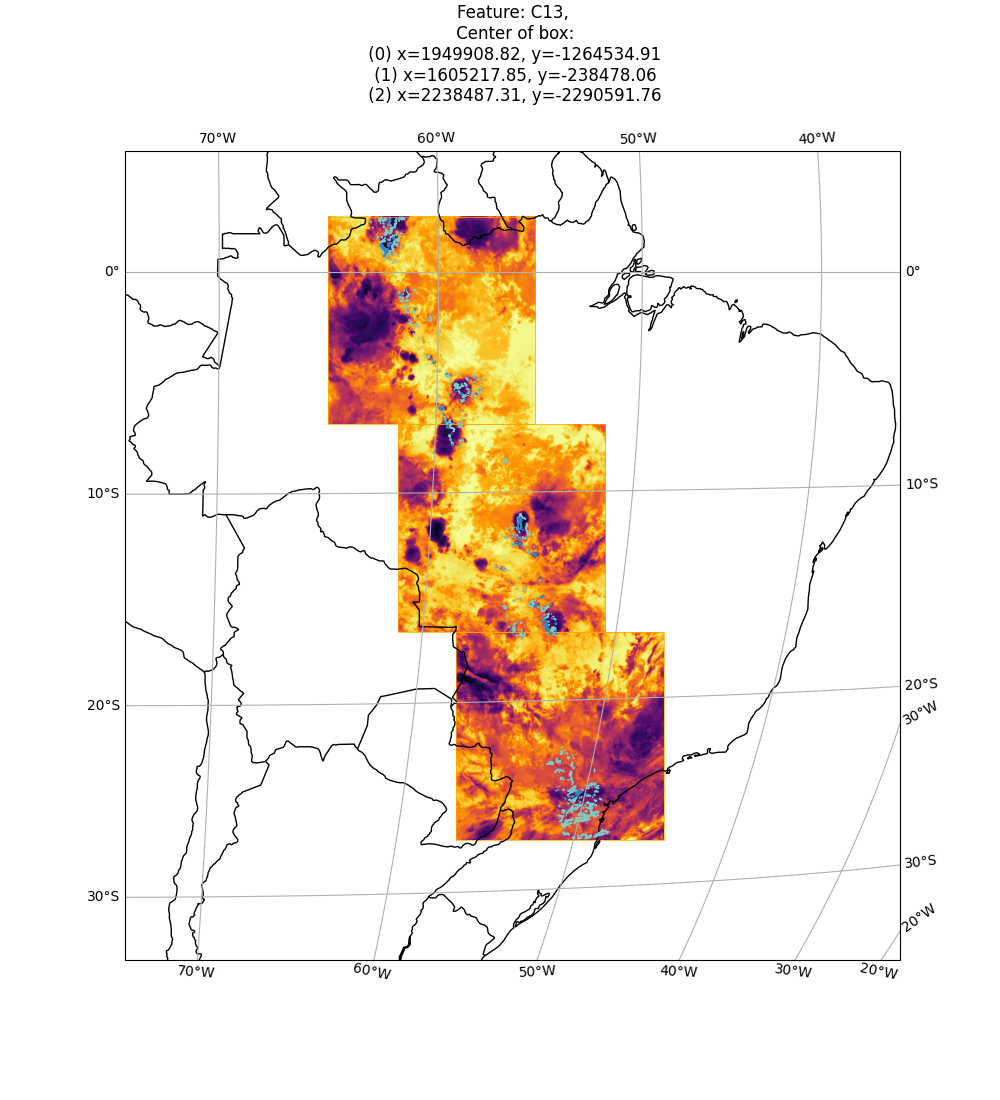 Feature: C13,
Center of box:
(0) x=1949908.82, y=-1264534.91
(1) x=1605217.85, y=-238478.06
(2) x=2238487.31, y=-2290591.76
70°W 60°W 50°W 40°W
0° 0°
10°S 10°S
20°S 20°S
30°W
30°S 30°S
20°W
70°W 60°W 50°W 40°W 30°W 20°W